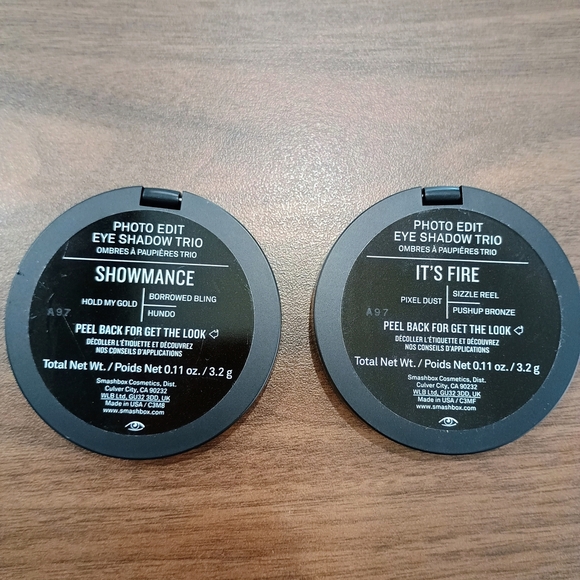 PHOTO EDIT
EYE SHADOW TRIO
OMBRES À PAUPIÈRES TRIO
SHOWMANCE
HOLD MY GOLD
BORROWED BLING
HUNDO
A97
PEEL BACK FOR GET THE LOOK
DÉCOLLER L'ÉTIQUETTE ET DÉCOUVREZ
NOS CONSEILS D'APPLICATIONS
Total Net Wt. / Poids Net 0.11 oz. / 3.2 g
Smashbox Cosmetics, Dist.
Culver City, CA 90232
WLB Ltd, GU32 3DD, UK
Made in USA / C3M8
www.smashbox.com
PHOTO EDIT
EYE SHADOW TRIO
OMBRES À PAUPIÈRES TRIO
IT'S FIRE
PIXEL DUST
SIZZLE REEL
PUSHUP BRONZE
A97
PEEL BACK FOR GET THE LOOK
DÉCOLLER L'ÉTIQUETTE ET DÉCOUVREZ
NOS CONSEILS D'APPLICATIONS
Total Net Wt. / Poids Net 0.11 oz. / 3.2 g
Smashbox Cosmetics, Dist.
Culver City, CA 90232
WLB Ltd, GU32 3DD, UK
Made in USA / C3MF
www.smashbox.com